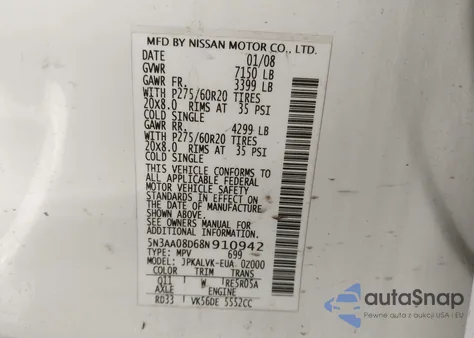 MFD BY NISSAN MOTOR CO., LTD.
DATE 01/08
GVWR 7150 LB
GAWR FR. 3399 LB
WITH P275/60R20 TIRES
20X8.0 RIMS AT 35 PSI
COLD SINGLE
GAWR RR. 4299 LB
WITH P275/60R20 TIRES
20X8.0 RIMS AT 35 PSI
COLD SINGLE
THIS VEHICLE CONFORMS TO
ALL APPLICABLE FEDERAL
MOTOR VEHICLE SAFETY
STANDARDS IN EFFECT ON
THE DATE OF MANUFACTURE
SHOWN ABOVE
SEE OWNERS MANUAL FOR
ADDITIONAL INFORMATION.
5N3AA08D68N910942
TYPE: MPV 699
MODEL: JPKALVK-EUA 02000
COLOR TRIM TRANS
Q11 W RE5R05A
AXLE ENGINE
RD33 VK56DE 5552CC
autoSnap